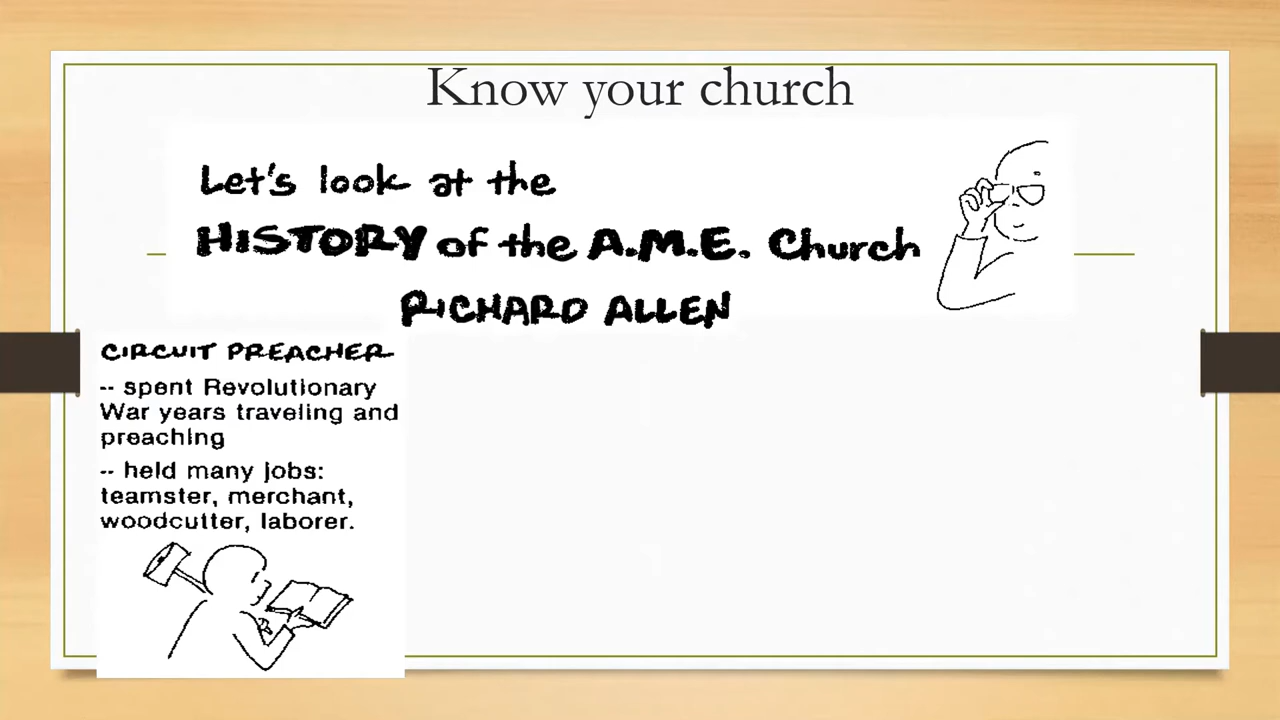 Know your church
Let's look at the
HISTORY of the A.M.E. Church
RICHARD ALLEN
CIRCUIT PREACHER
-- spent Revolutionary
War years traveling and
preaching
-- held many jobs:
teamster, merchant,
woodcutter, laborer.